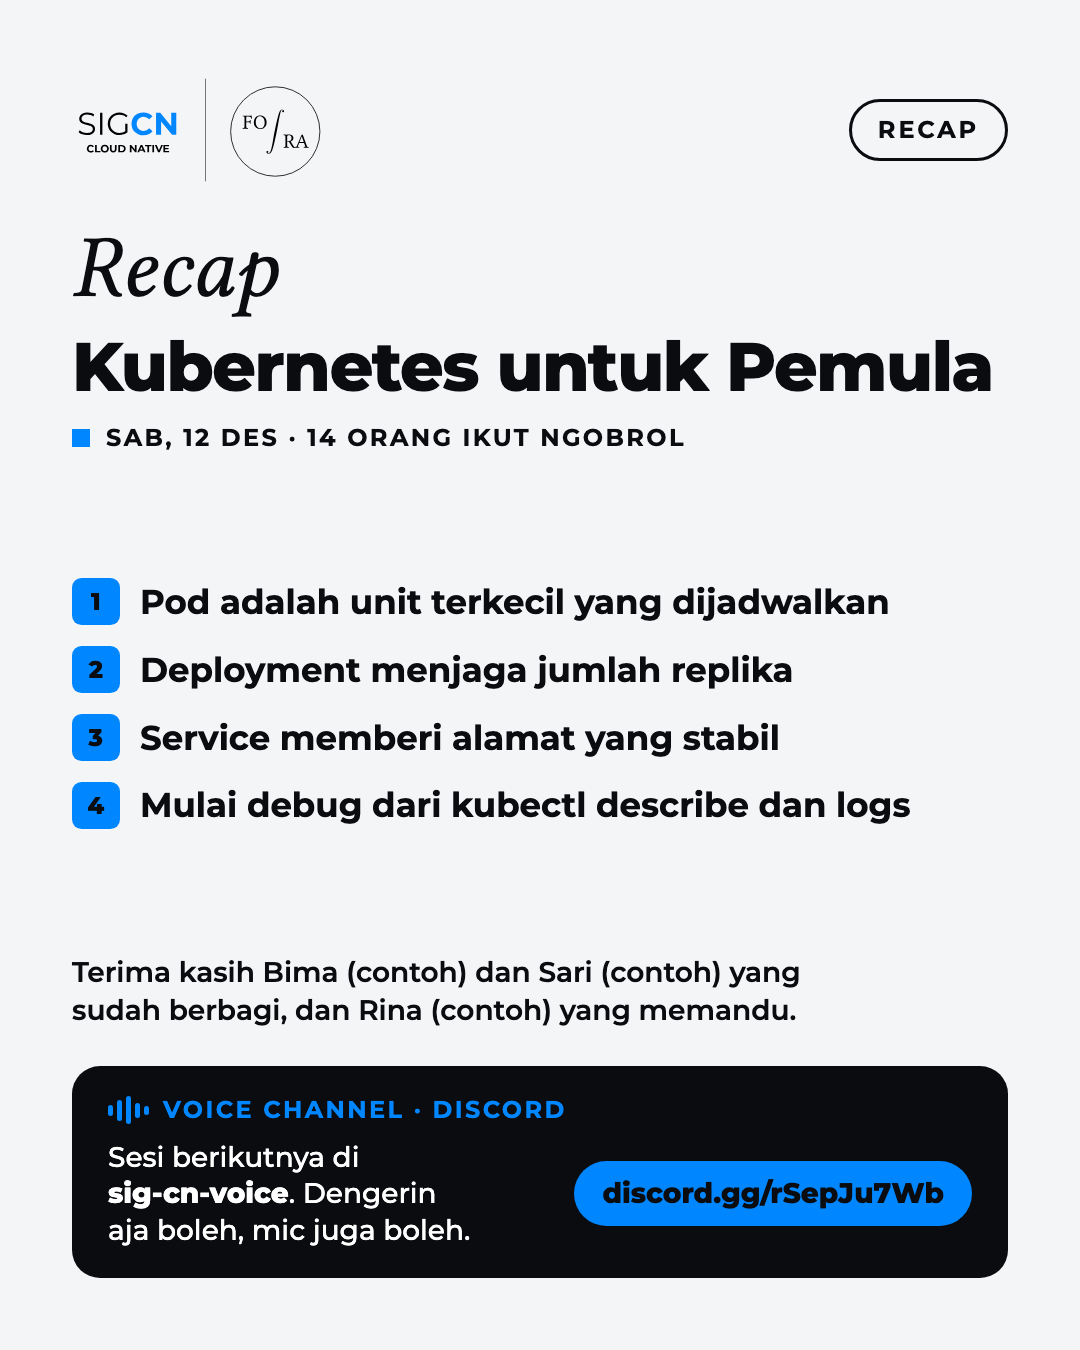 SIGCN
CLOUD NATIVE
FO RA
RECAP
Recap
Kubernetes untuk Pemula
SAB, 12 DES · 14 ORANG IKUT NGOBROL
1 Pod adalah unit terkecil yang dijadwalkan
2 Deployment menjaga jumlah replika
3 Service memberi alamat yang stabil
4 Mulai debug dari kubectl describe dan logs
Terima kasih Bima (contoh) dan Sari (contoh) yang
sudah berbagi, dan Rina (contoh) yang memandu.
VOICE CHANNEL · DISCORD
Sesi berikutnya di
sig-cn-voice. Dengerin
aja boleh, mic juga boleh.
discord.gg/rSepJu7Wb